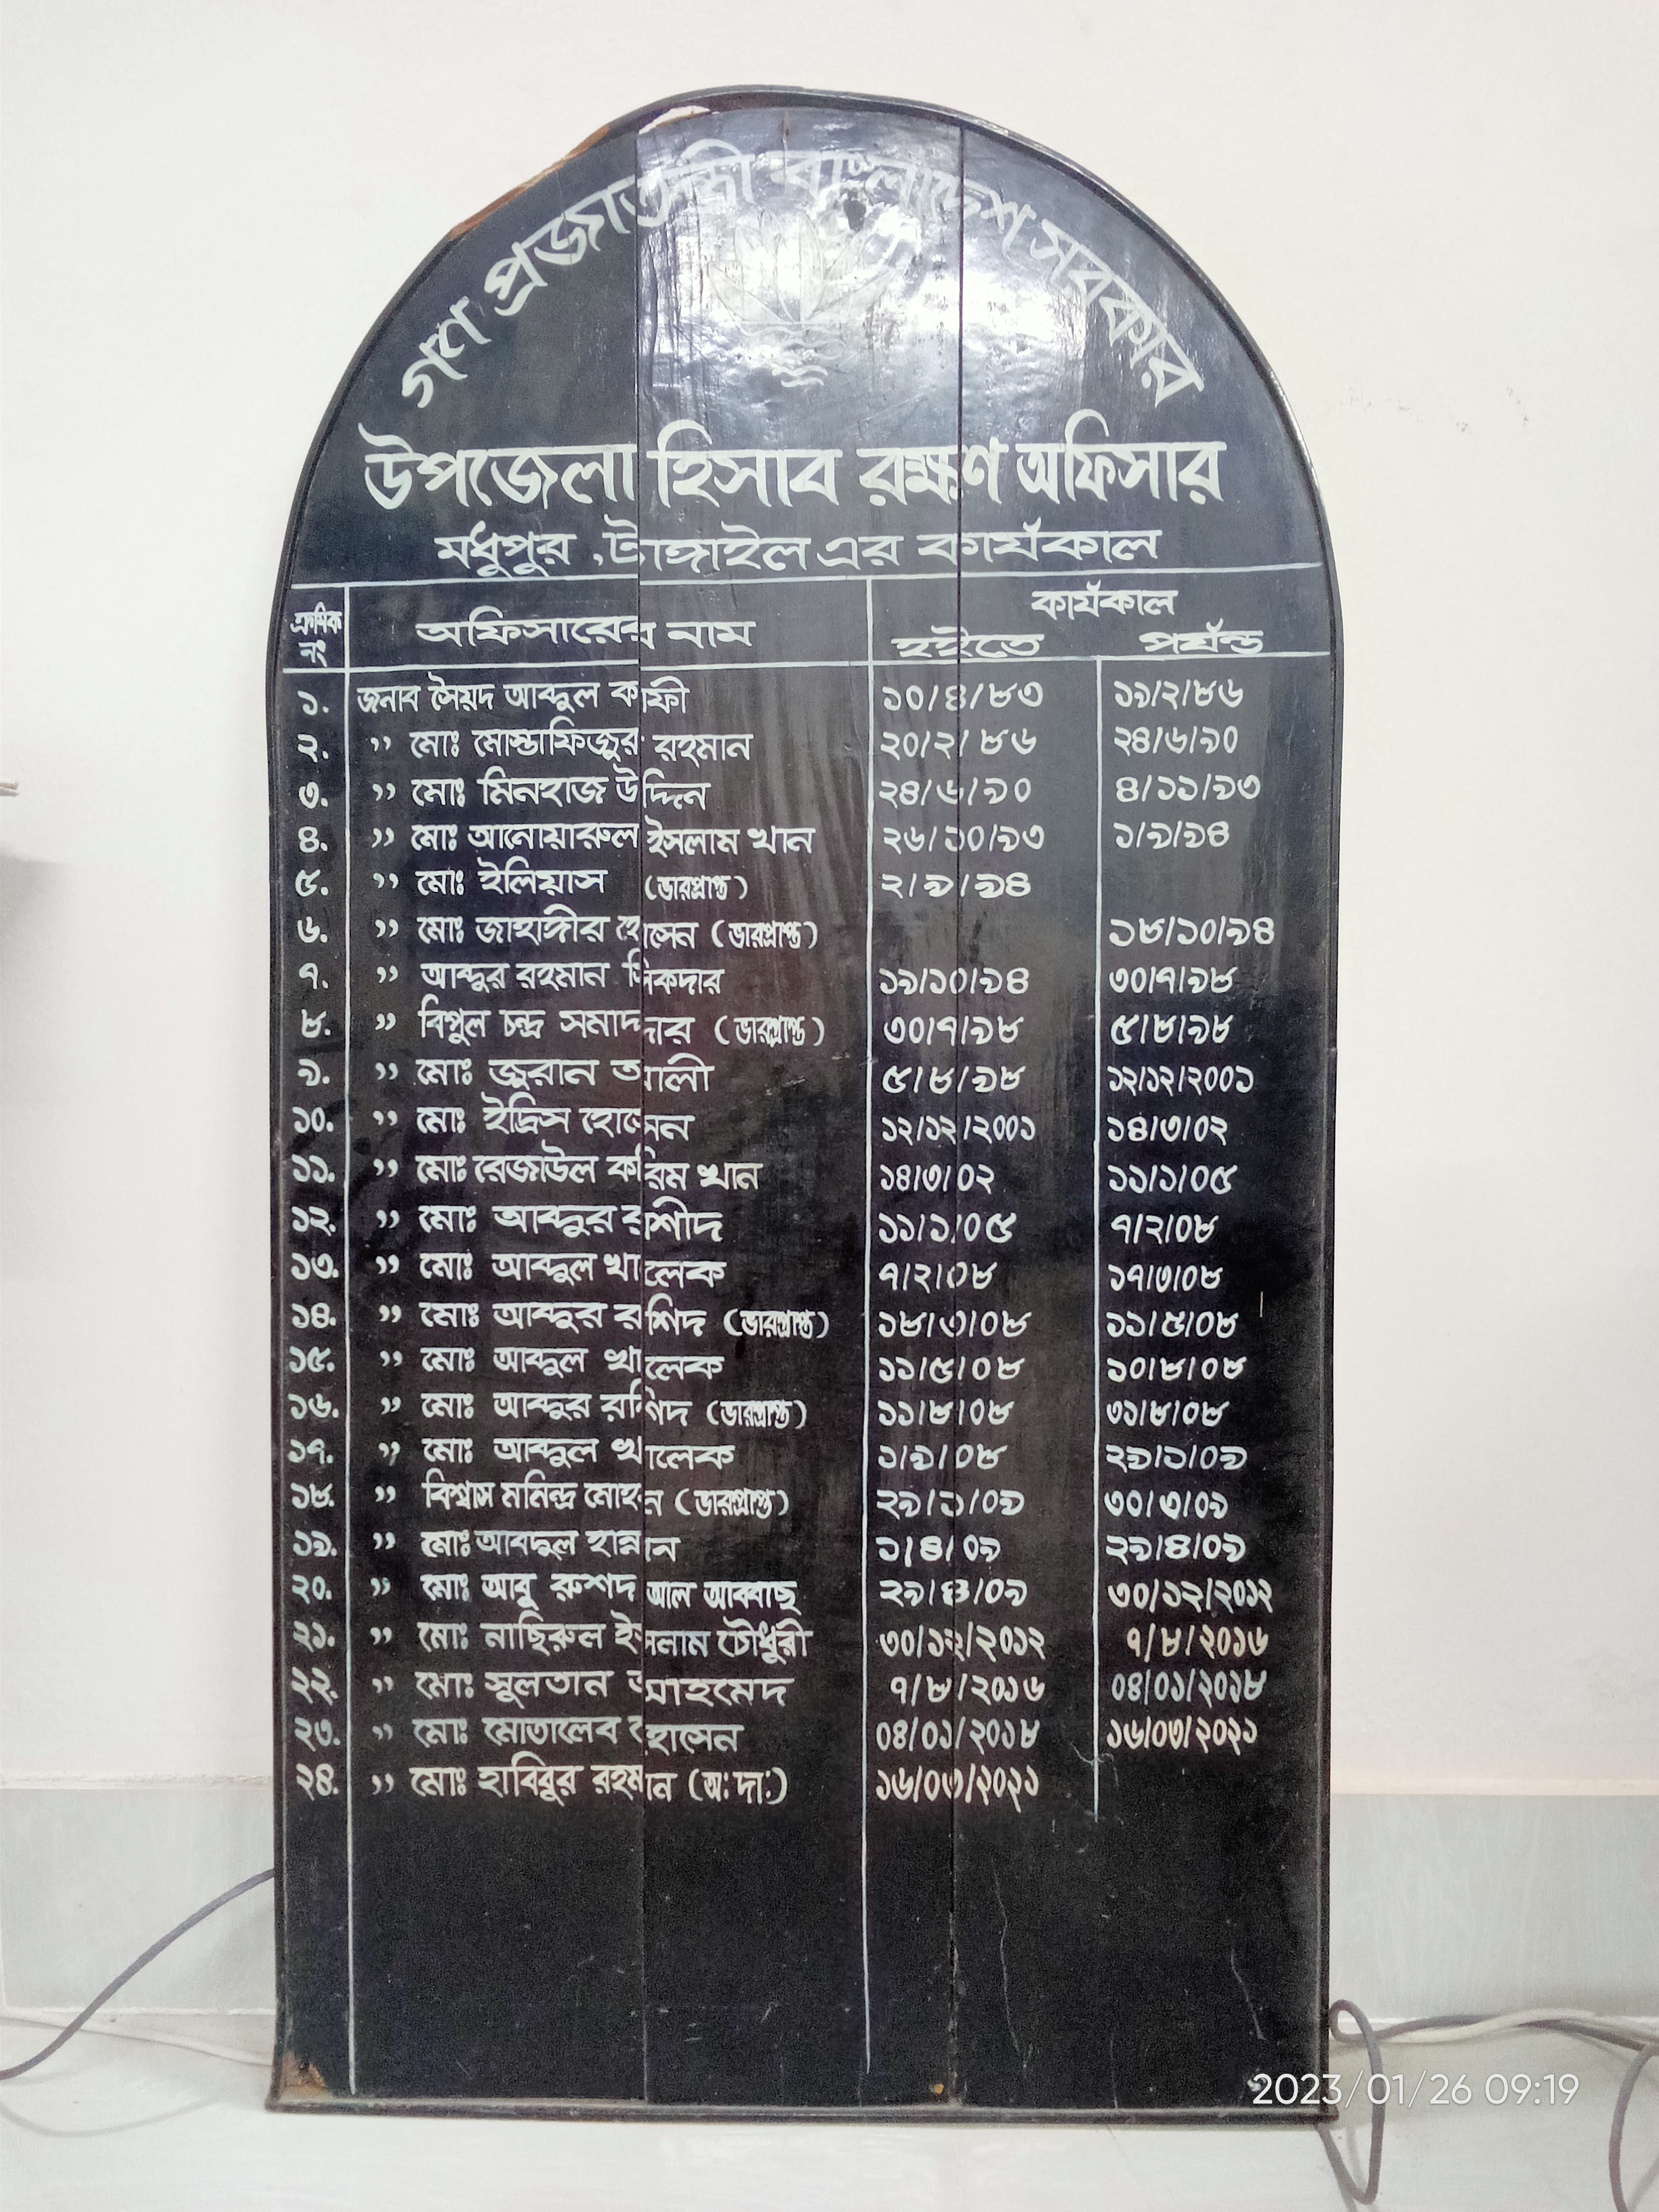 গণ প্রজাতন্ত্রী বাংলাদেশ সরকার
উপজেলা হিসাব রক্ষণ অফিসার
মধুপুর, টাঙ্গাইল এর কার্যকাল
ক্রমিক নং অফিসারের নাম কার্যকাল
হইতে পর্যন্ত
১. জনাব সৈয়দ আব্দুল কাফী ১০/৪/৮৩ ১৯/২/৮৬
২. " মোঃ মোস্তাফিজুর রহমান ২০/২/৮৬ ২৪/৬/৯০
৩. " মোঃ মিনহাজ উদ্দিন ২৪/৬/৯০ ৪/১১/৯৩
৪. " মোঃ আনোয়ারুল ইসলাম খান ২৬/১০/৯৩ ১/৯/৯৪
৫. " মোঃ ইলিয়াস (ভারপ্রাপ্ত) ২/৯/৯৪
৬. " মোঃ জাহাঙ্গীর হোসেন (ভারপ্রাপ্ত) ১৮/১০/৯৪
৭. " আব্দুর রহমান সিকদার ১৯/১০/৯৪ ৩০/৭/৯৮
৮. " বিপুল চন্দ্র সমাদ্দার (ভারপ্রাপ্ত) ৩০/৭/৯৮ ৫/৮/৯৮
৯. " মোঃ জুরান আলী ৫/৮/৯৮ ১২/১২/২০০১
১০. " মোঃ ইদ্রিস হোসেন ১২/১২/২০০১ ১৪/৩/০২
১১. " মোঃ রেজাউল করিম খান ১৪/৩/০২ ১১/১/০৫
১২. " মোঃ আব্দুর রশীদ ১১/১/০৫ ৭/২/০৮
১৩. " মোঃ আব্দুল খালেক ৭/২/০৮ ১৭/৩/০৮
১৪. " মোঃ আব্দুর রশিদ (ভারপ্রাপ্ত) ১৮/৩/০৮ ১১/৫/০৮
১৫. " মোঃ আব্দুল খালেক ১১/৫/০৮ ১০/৮/০৮
১৬. " মোঃ আব্দুর রশিদ (ভারপ্রাপ্ত) ১১/৮/০৮ ৩১/৮/০৮
১৭. " মোঃ আব্দুল খালেক ১/৯/০৮ ২৯/১/০৯
১৮. " বিশ্বাস মনিন্দ্র মোহন (ভারপ্রাপ্ত) ২৯/১/০৯ ৩০/৩/০৯
১৯. " মোঃ আবদুল হান্নান ১/৪/০৯ ২৯/৪/০৯
২০. " মোঃ আবু রুশদ আল আব্বাছ ২৯/৪/০৯ ৩০/১২/২০১২
২১. " মোঃ নাছিরুল ইসলাম চৌধুরী ৩০/১২/২০১২ ৭/৮/২০১৬
২২. " মোঃ সুলতান আহমেদ ৭/৮/২০১৬ ০৪/০১/২০১৮
২৩. " মোঃ মোতালেব হোসেন ০৪/০১/২০১৮ ১৬/০৩/২০২১
২৪. " মোঃ হাবিবুর রহমান (অ:দা:) ১৬/০৩/২০২১
2023/01/26 09:19